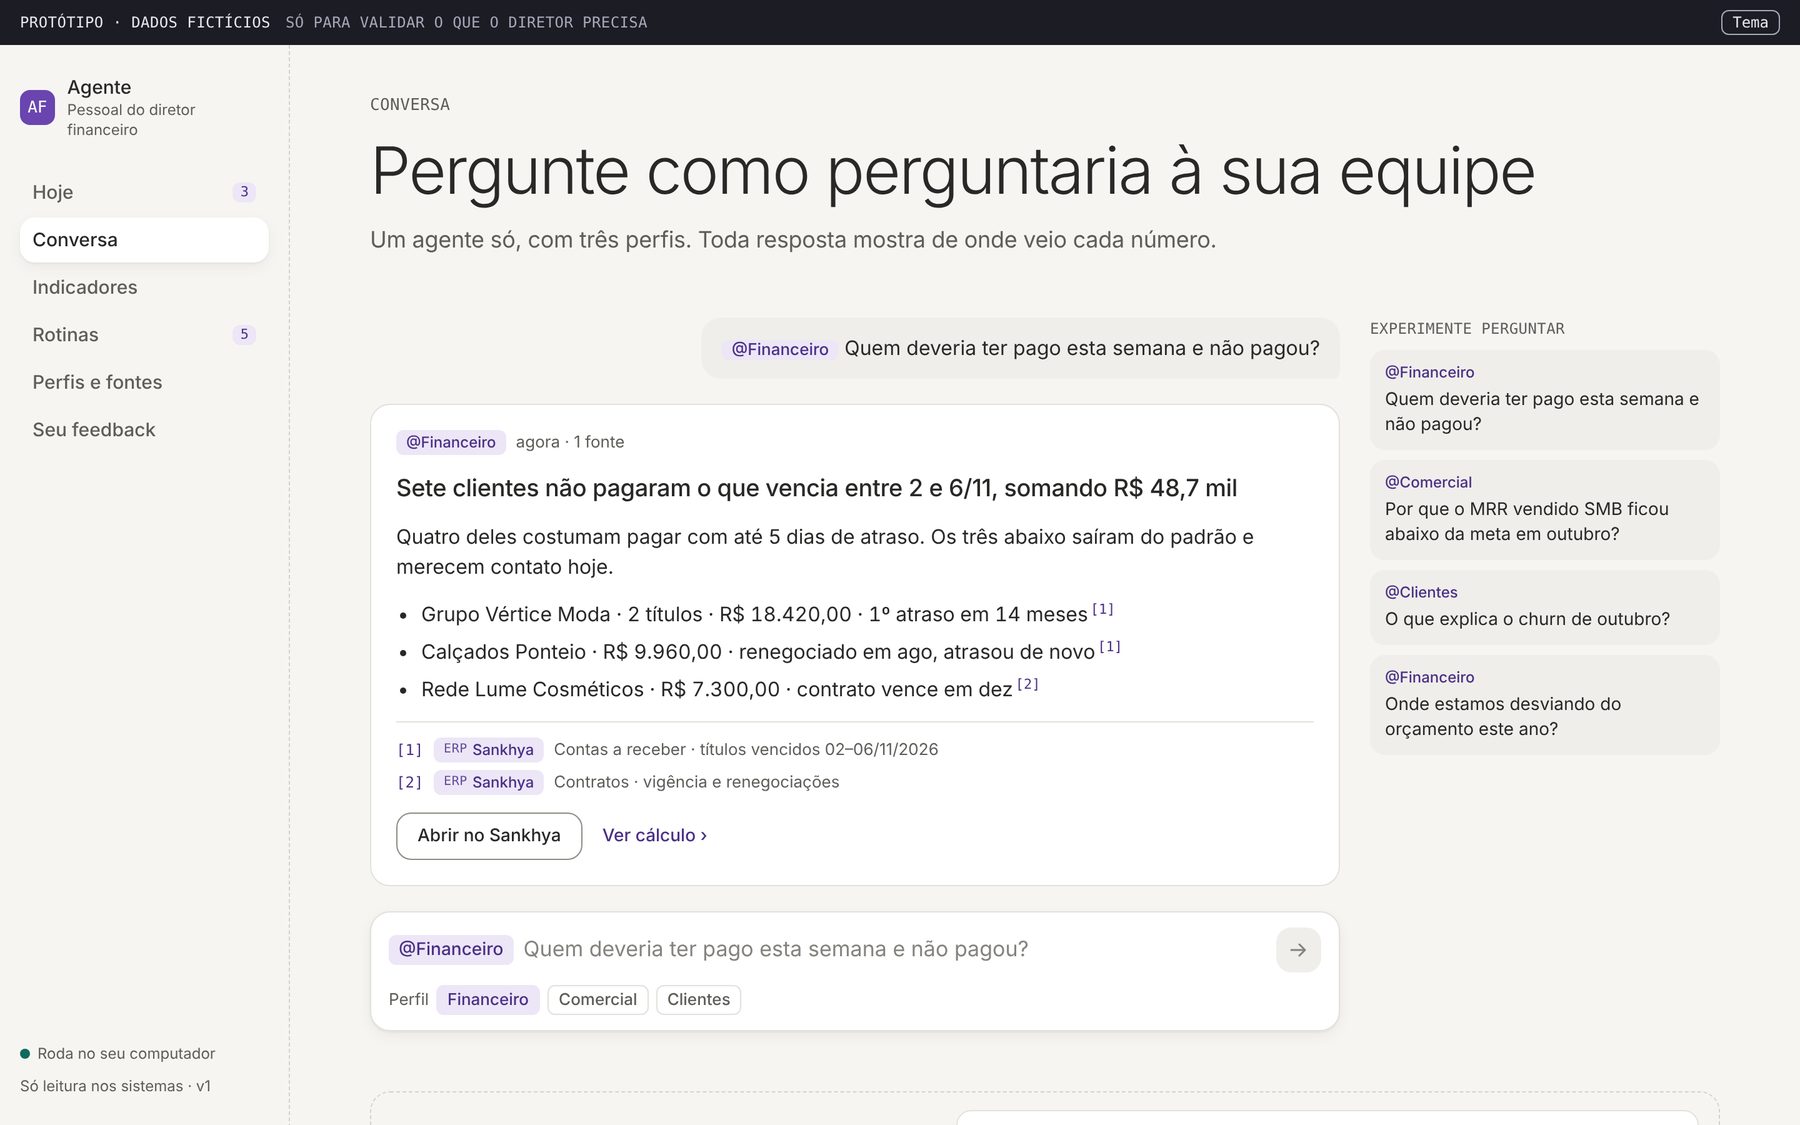 PROTÓTIPO · DADOS FICTÍCIOS SÓ PARA VALIDAR O QUE O DIRETOR PRECISA
Tema
AF
Agente
Pessoal do diretor
financeiro
Hoje 3
Conversa
Indicadores
Rotinas 5
Perfis e fontes
Seu feedback
Roda no seu computador
Só leitura nos sistemas · v1
CONVERSA
Pergunte como perguntaria à sua equipe
Um agente só, com três perfis. Toda resposta mostra de onde veio cada número.
@Financeiro Quem deveria ter pago esta semana e não pagou?
@Financeiro agora · 1 fonte
Sete clientes não pagaram o que vencia entre 2 e 6/11, somando R$ 48,7 mil
Quatro deles costumam pagar com até 5 dias de atraso. Os três abaixo saíram do padrão e
merecem contato hoje.
• Grupo Vértice Moda · 2 títulos · R$ 18.420,00 · 1º atraso em 14 meses [1]
• Calçados Ponteio · R$ 9.960,00 · renegociado em ago, atrasou de novo [1]
• Rede Lume Cosméticos · R$ 7.300,00 · contrato vence em dez [2]
[1] ERP Sankhya Contas a receber · títulos vencidos 02–06/11/2026
[2] ERP Sankhya Contratos · vigência e renegociações
Abrir no Sankhya Ver cálculo ›
@Financeiro Quem deveria ter pago esta semana e não pagou? →
Perfil Financeiro Comercial Clientes
EXPERIMENTE PERGUNTAR
@Financeiro
Quem deveria ter pago esta semana e
não pagou?
@Comercial
Por que o MRR vendido SMB ficou
abaixo da meta em outubro?
@Clientes
O que explica o churn de outubro?
@Financeiro
Onde estamos desviando do
orçamento este ano?